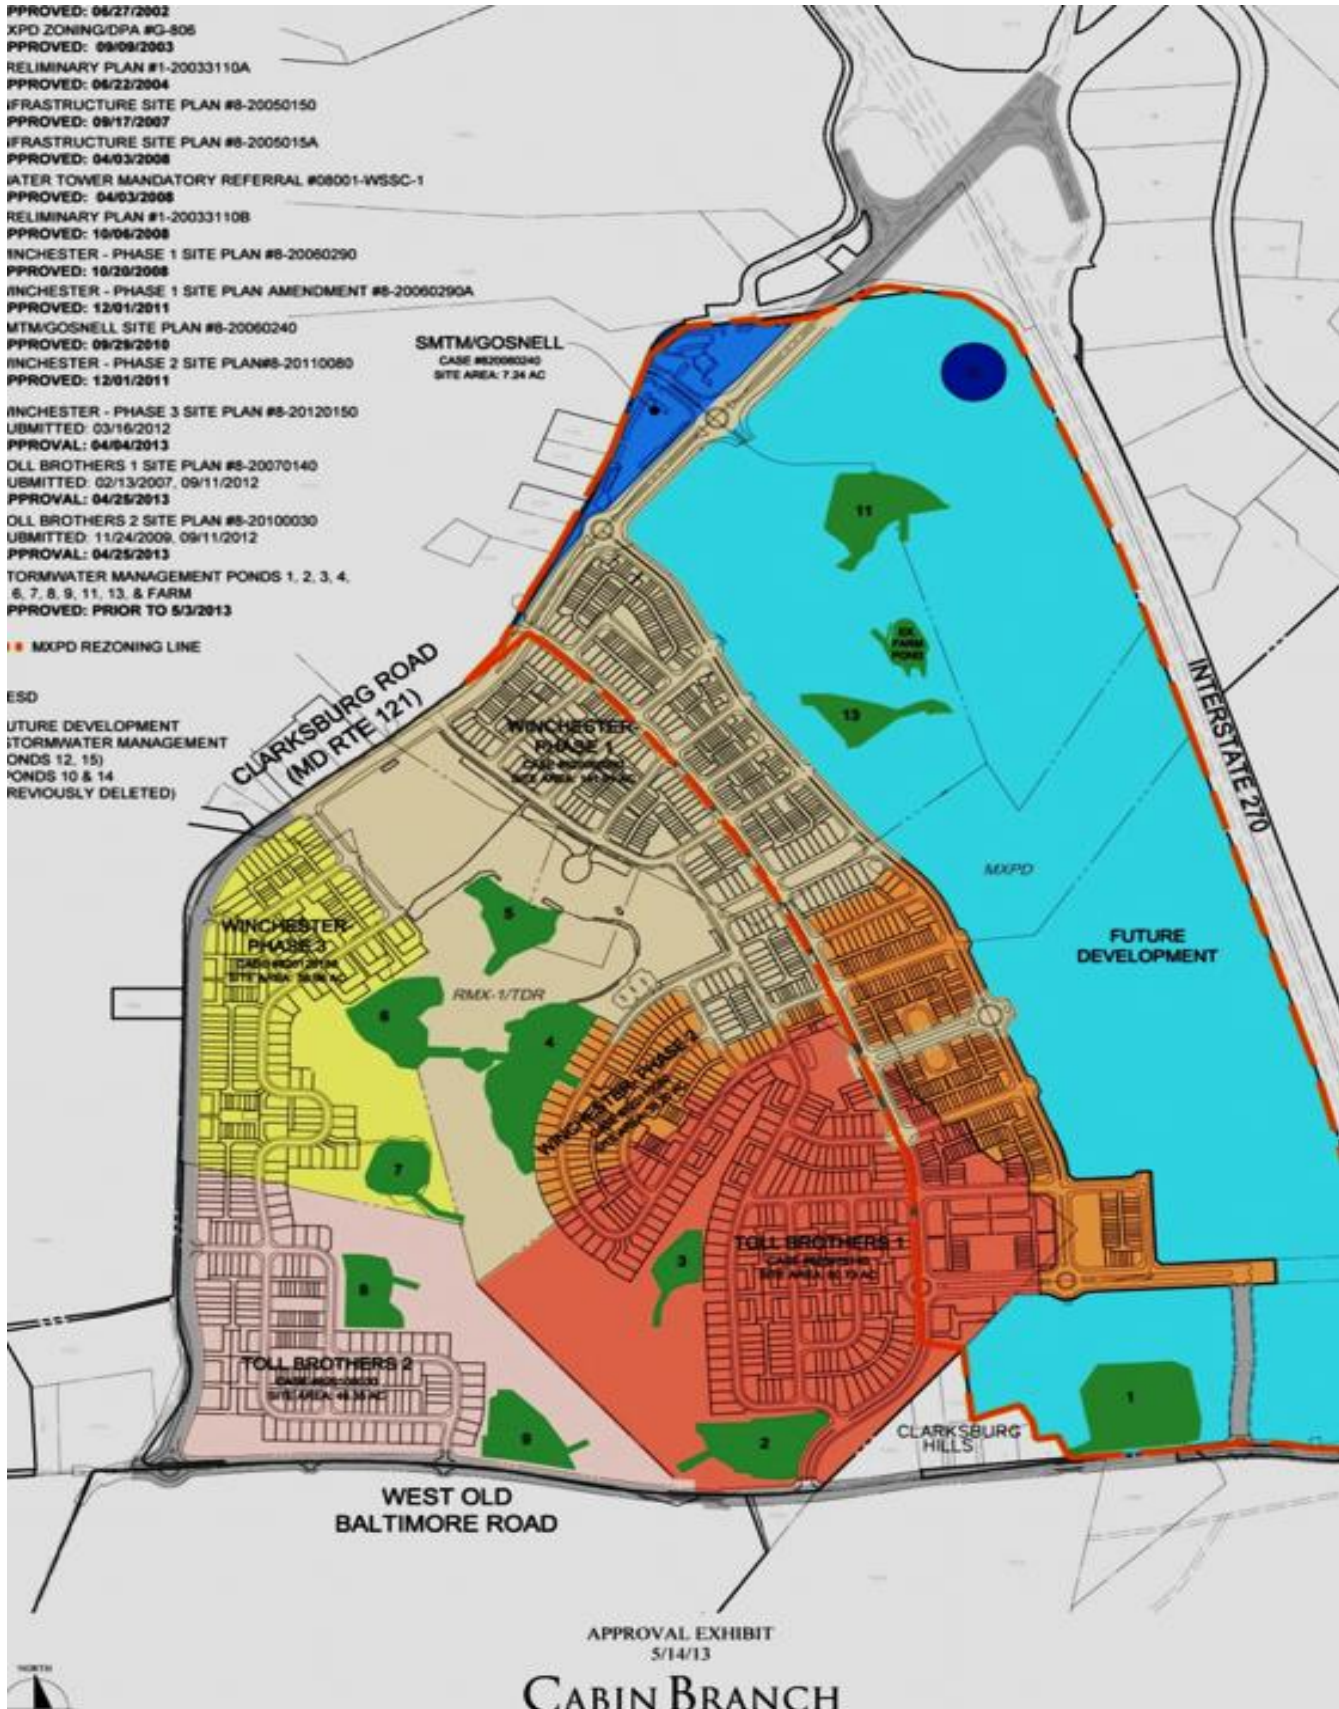 PPROVED: 06/27/2002
XPD ZONING/DPA #G-806
PPROVED: 09/09/2003
RELIMINARY PLAN #1-20033110A
PPROVED: 06/22/2004
FRASTRUCTURE SITE PLAN #8-20050150
PPROVED: 09/17/2007
FRASTRUCTURE SITE PLAN #8-2005015A
PPROVED: 04/03/2008
ATER TOWER MANDATORY REFERRAL #08001-WSSC-1
PPROVED: 04/03/2008
RELIMINARY PLAN #1-20033110B
PPROVED: 10/06/2008
INCHESTER - PHASE 1 SITE PLAN #8-20060290
PPROVED: 10/20/2008
INCHESTER - PHASE 1 SITE PLAN AMENDMENT #8-20060290A
PPROVED: 12/01/2011
MTM/GOSNELL SITE PLAN #8-20060240
PPROVED: 09/29/2010
INCHESTER - PHASE 2 SITE PLAN#8-20110080
PPROVED: 12/01/2011
INCHESTER - PHASE 3 SITE PLAN #8-20120150
UBMITTED: 03/16/2012
PPROVAL: 04/04/2013
OLL BROTHERS 1 SITE PLAN #8-20070140
UBMITTED: 02/13/2007, 09/11/2012
PPROVAL: 04/25/2013
OLL BROTHERS 2 SITE PLAN #8-20100030
UBMITTED: 11/24/2009, 09/11/2012
PPROVAL: 04/25/2013
TORMWATER MANAGEMENT PONDS 1, 2, 3, 4,
6, 7, 8, 9, 11, 13, & FARM
PPROVED: PRIOR TO 5/3/2013
MXPD REZONING LINE
ESD
UTURE DEVELOPMENT
STORMWATER MANAGEMENT
ONDS 12, 15)
PONDS 10 & 14
REVIOUSLY DELETED)
SMTM/GOSNELL
CASE #820060240
SITE AREA: 7.24 AC
11
EX.
FARM
POND
13
CLARKSBURG ROAD
(MD RTE 121)
INTERSTATE 270
WINCHESTER-
PHASE 1
MXPD
FUTURE
DEVELOPMENT
5
WINCHESTER-
PHASE 3
RMX-1/TDR
6
4
WINCHESTER- PHASE 2
7
3
TOLL BROTHERS 1
8
TOLL BROTHERS 2
1
9
2
CLARKSBURG
HILLS
WEST OLD
BALTIMORE ROAD
APPROVAL EXHIBIT
5/14/13
NORTH
CABIN BRANCH